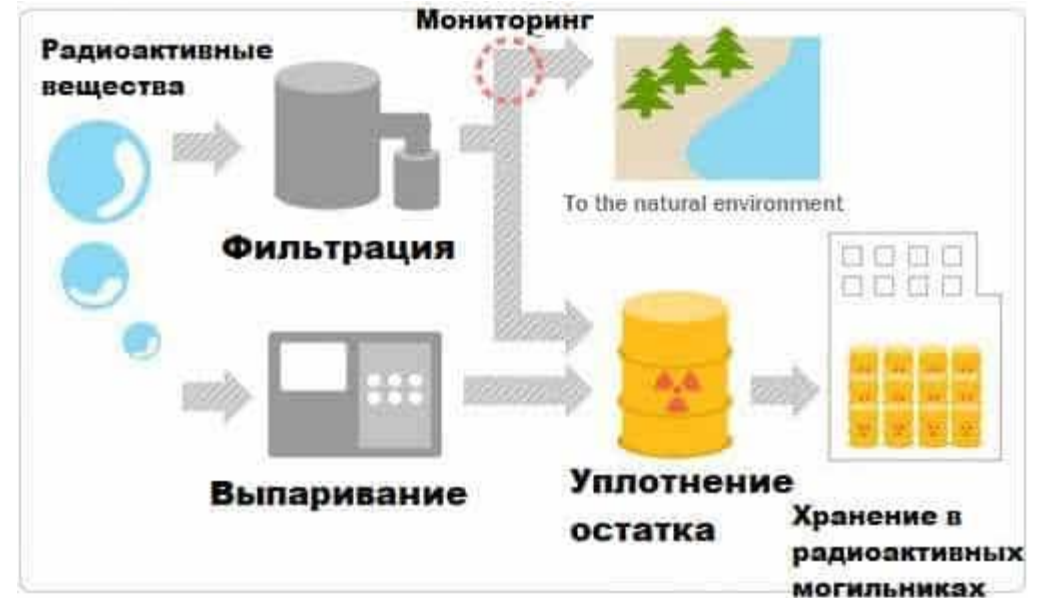 Мониторинг
Радиоактивные
вещества
To the natural environment
Фильтрация
Выпаривание
Уплотнение
остатка
Хранение в
радиоактивных
могильниках